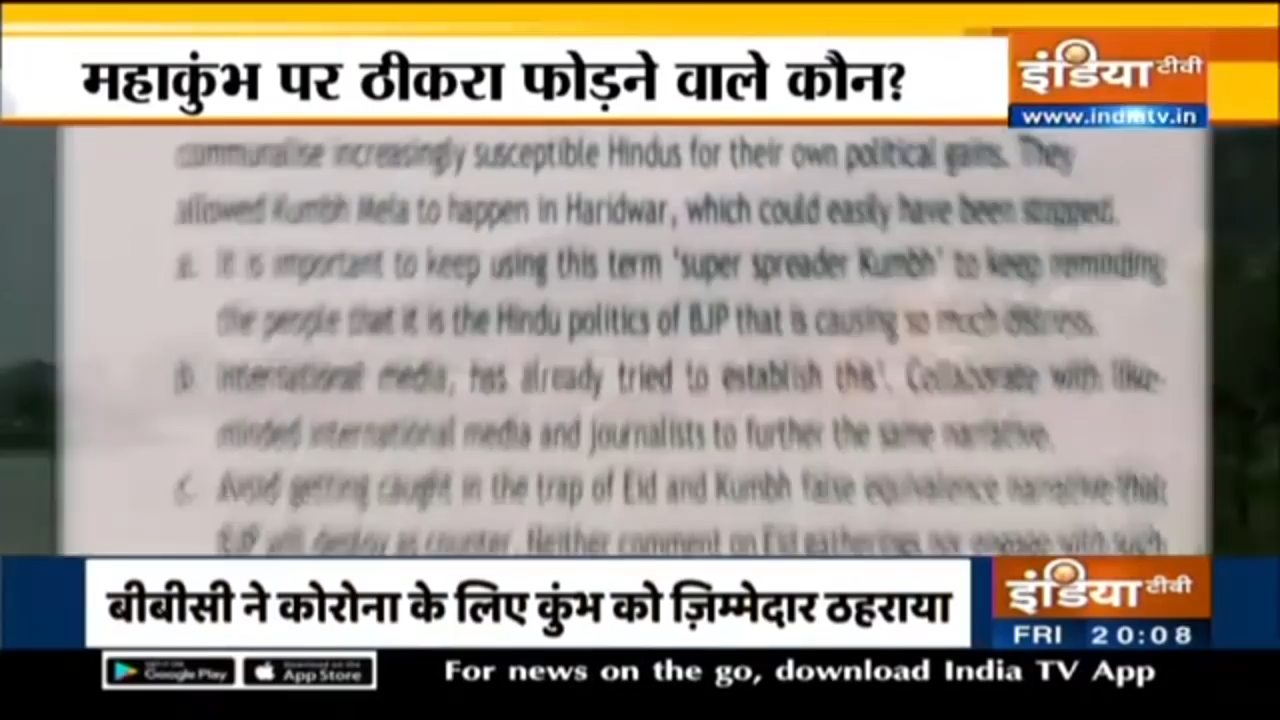 महाकुंभ पर ठीकरा फोड़ने वाले कौन?
इंडिया टीवी
www.indiatv.in
communalise increasingly susceptible Hindus for their own political gains. They
allowed Kumbh Mela to happen in Haridwar, which could easily have been stopped.
a. It is important to keep using this term 'super spreader Kumbh' to keep reminding
the people that it is the Hindu politics of BJP that is causing so much distress.
b. International media, has already tried to establish this'. Collaborate with like-
minded international media and journalists to further the same narrative.
c. Avoid getting caught in the trap of Eid and Kumbh false equivalence narrative that
BJP will deploy as counter. Neither comment on Eid gatherings nor engage with such
बीबीसी ने कोरोना के लिए कुंभ को ज़िम्मेदार ठहराया
इंडिया टीवी
FRI 20:08
Google Play
App Store
For news on the go, download India TV App